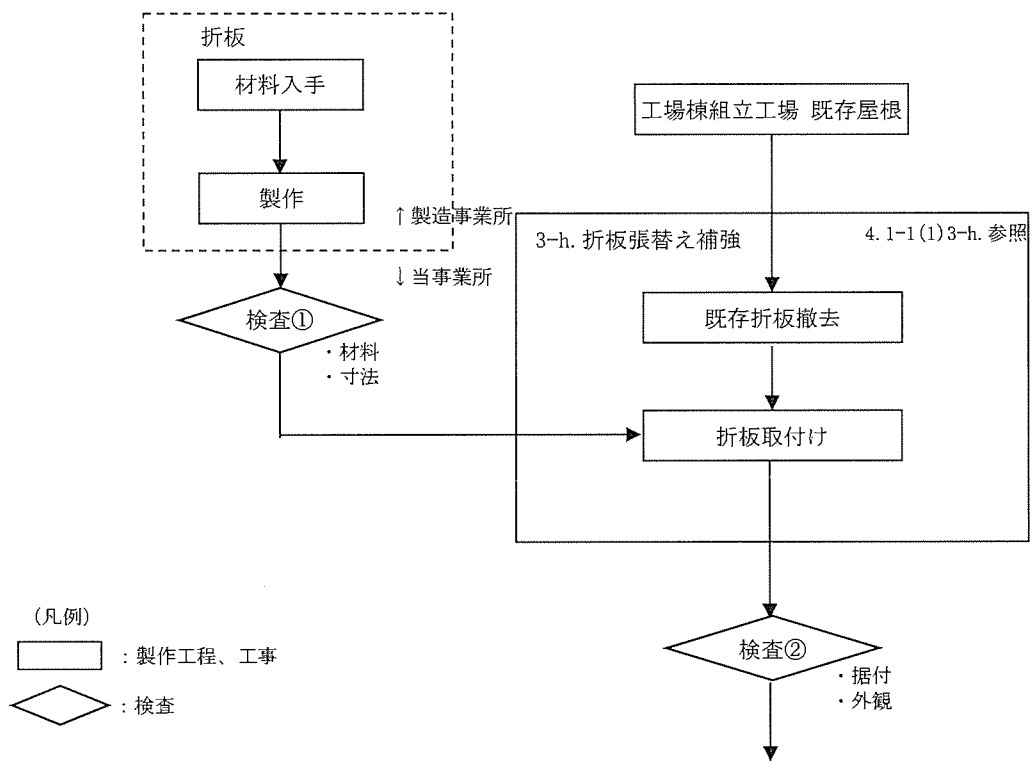 折板
材料入手
製作
↑製造事業所
↓当事業所
検査①
・材料
・寸法
工場棟組立工場 既存屋根
3-h.折板張替え補強
4.1-1(1)3-h.参照
既存折板撤去
折板取付け
検査②
・据付
・外観
(凡例)
：製作工程、工事
：検査